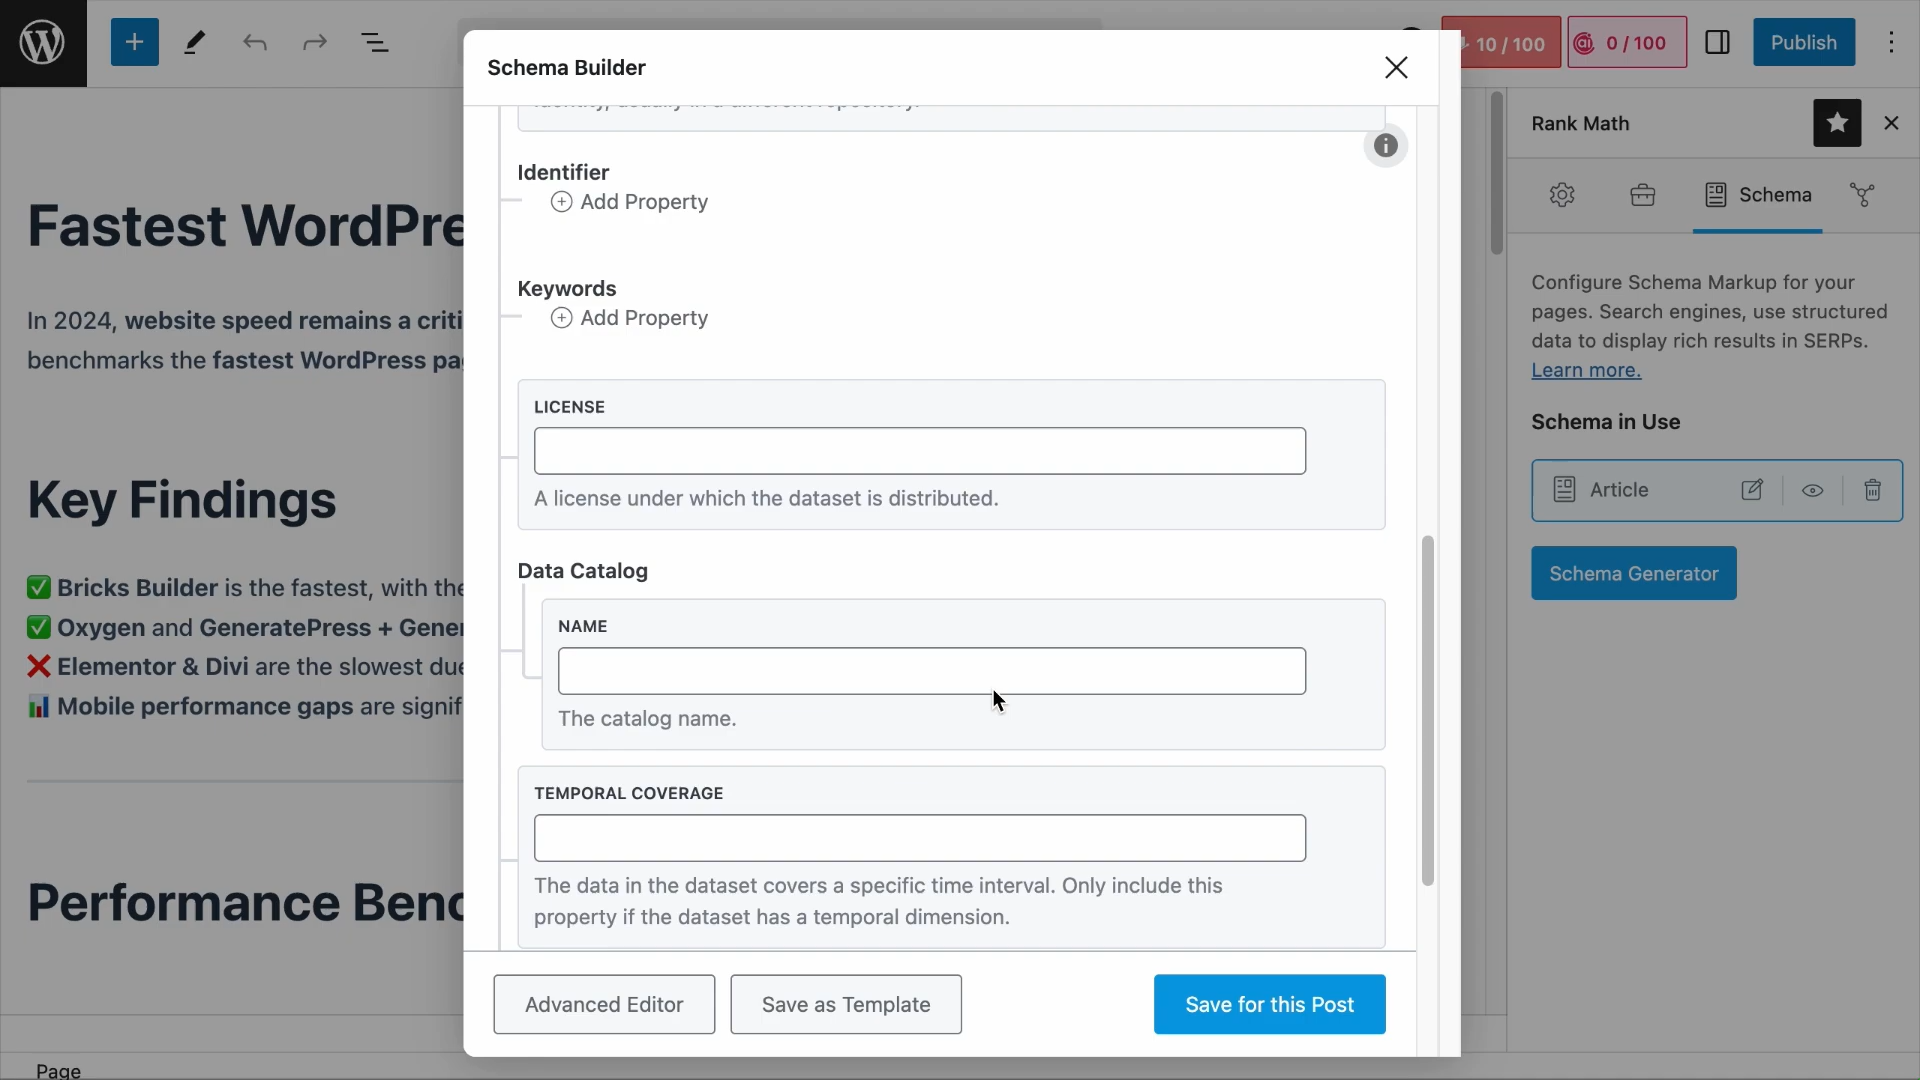 10 / 100
0 / 100
Publish
Schema Builder
Rank Math
Identifier
Add Property
Schema
Fastest WordPre
Keywords
Add Property
Configure Schema Markup for your
pages. Search engines, use structured
data to display rich results in SERPs.
Learn more.
In 2024, website speed remains a criti
benchmarks the fastest WordPress pa
LICENSE
A license under which the dataset is distributed.
Schema in Use
Article
Schema Generator
Key Findings
Data Catalog
NAME
The catalog name.
✅ Bricks Builder is the fastest, with the
✅ Oxygen and GeneratePress + Gener
❌ Elementor & Divi are the slowest due
📊 Mobile performance gaps are signif
TEMPORAL COVERAGE
The data in the dataset covers a specific time interval. Only include this
property if the dataset has a temporal dimension.
Performance Benc
Advanced Editor
Save as Template
Save for this Post
Page